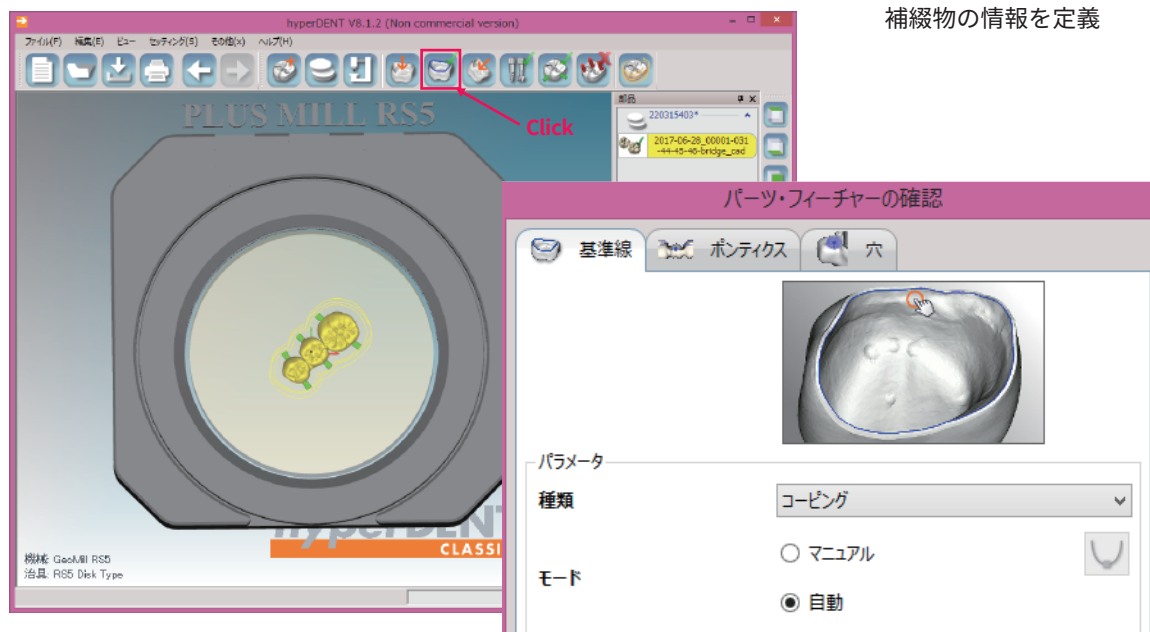 補綴物の情報を定義
hyperDENT V8.1.2 (Non commercial version)
ファイル(F) 編集(E) ビュー セッティング(S) その他(x) ヘルプ(H)
PLUS MILL RS5
Click
部品
220315403*
2017-06-28_00001-031
-44-45-46-bridge_cad
hyperDENT
CLASSI
機械: GeoMill RS5
治具: RS5 Disk Type
パーツ・フィーチャーの確認
基準線
ポンティクス
穴
パラメータ
種類
コーピング
モード
マニュアル
自動